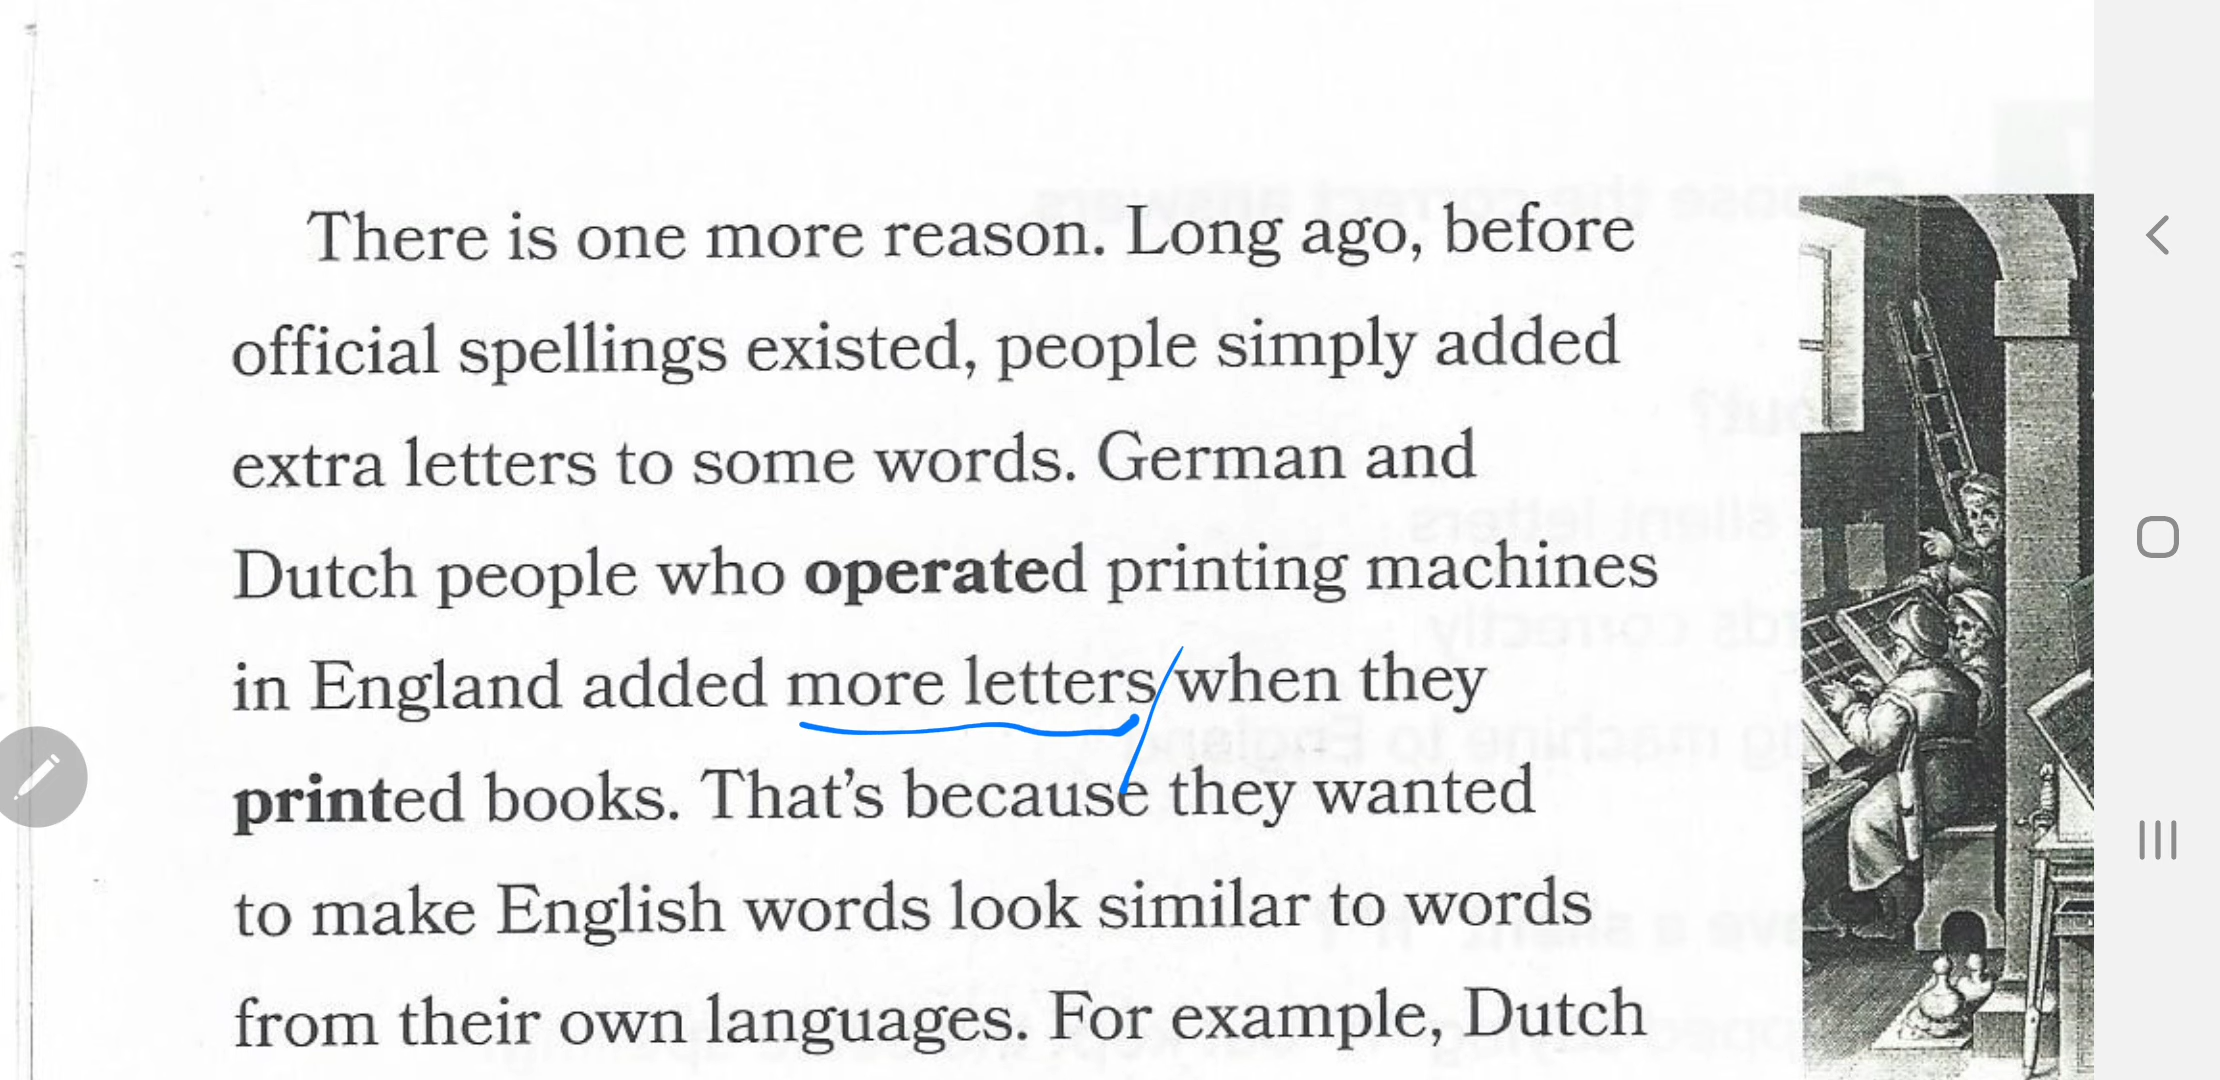 There is one more reason. Long ago, before
official spellings existed, people simply added
extra letters to some words. German and
Dutch people who operated printing machines
in England added more letters when they
printed books. That's because they wanted
to make English words look similar to words
from their own languages. For example, Dutch